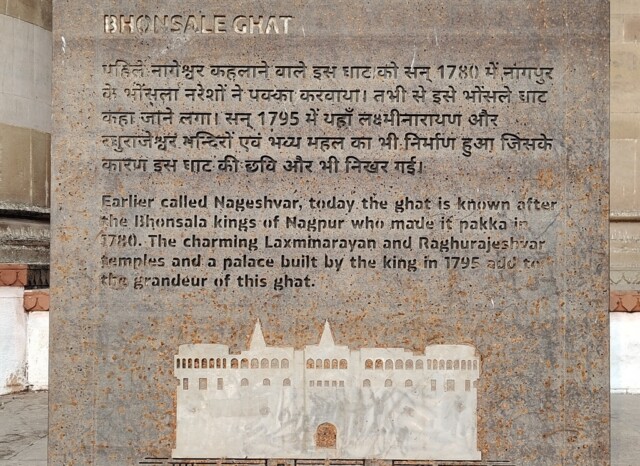 BHONSALE GHAT
पहिले नागेश्वर कहलाने वाले इस घाट को सन् 1780 में नागपुर
के भोंसला नरेशों ने पक्का करवाया। तभी से इसे भोंसले घाट
कहा जाने लगा। सन् 1795 में यहाँ लक्ष्मीनारायण और
रघुराजेश्वर मन्दिरों एवं भव्य महल का भी निर्माण हुआ जिसके
कारण इस घाट की छवि और भी निखर गई।
Earlier called Nageshvar, today the ghat is known after
the Bhonsala kings of Nagpur who made it pakka in
1780. The charming Laxminarayan and Raghurajeshvar
temples and a palace built by the king in 1795 add to
the grandeur of this ghat.